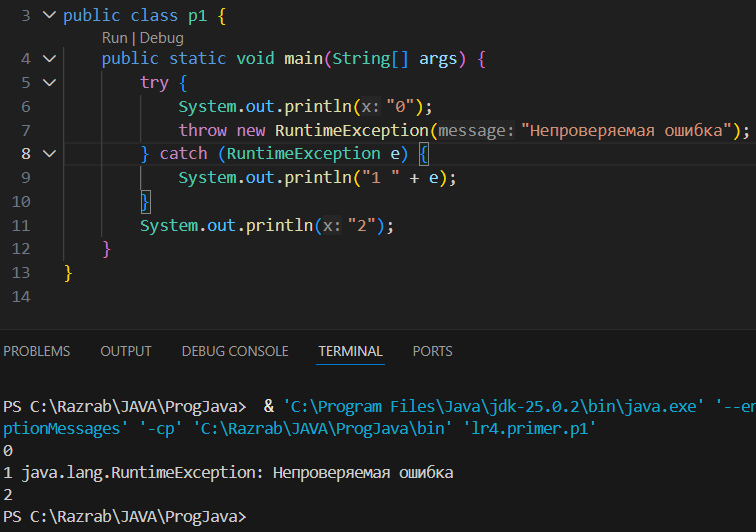 3 public class p1 {
Run | Debug
4 public static void main(String[] args) {
5 try {
6 System.out.println(x: "0");
7 throw new RuntimeException(message: "Непроверяемая ошибка");
8 } catch (RuntimeException e) {
9 System.out.println("1 " + e);
10 }
11 System.out.println(x: "2");
12 }
13 }
14
PROBLEMS OUTPUT DEBUG CONSOLE TERMINAL PORTS
PS C:\Razrab\JAVA\ProgJava>  & 'C:\Program Files\Java\jdk-25.0.2\bin\java.exe' '--en
ptionMessages' '-cp' 'C:\Razrab\JAVA\ProgJava\bin' 'lr4.primer.p1'
0
1 java.lang.RuntimeException: Непроверяемая ошибка
2
PS C:\Razrab\JAVA\ProgJava>